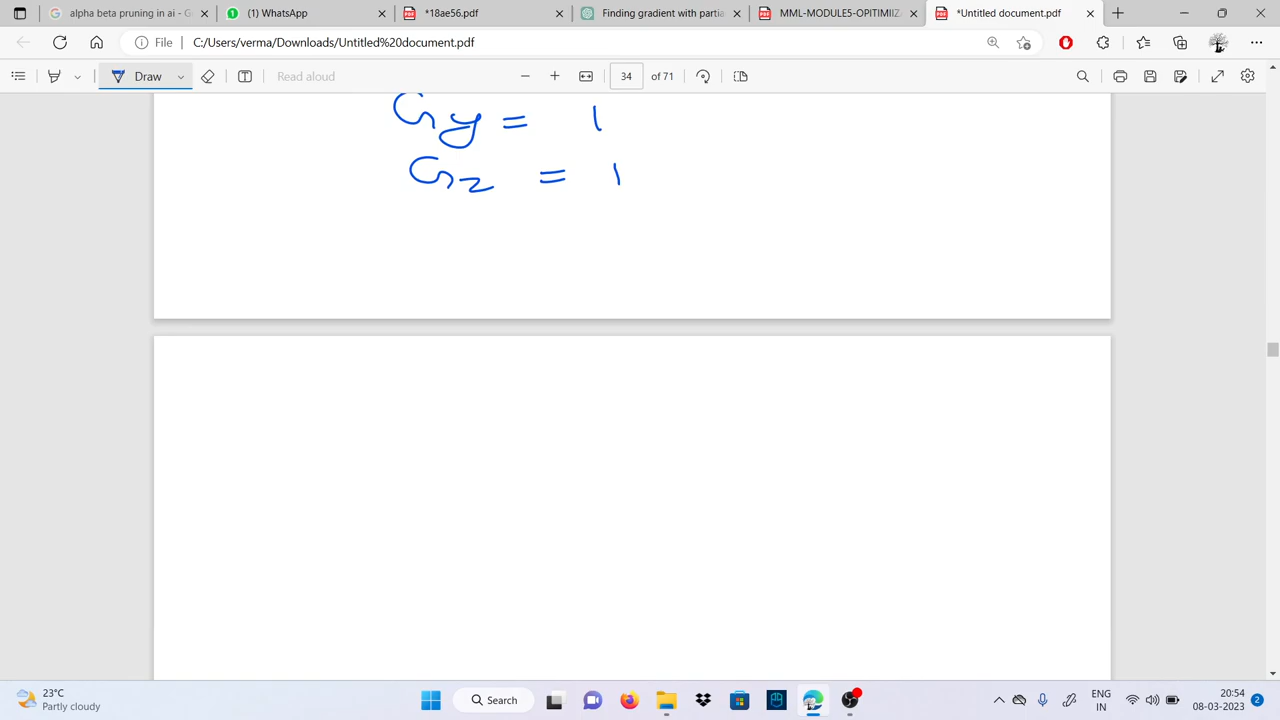 alpha beta pruning in ai - G
(1) WhatsApp
*18ae56.pdf
Finding gradient with partia
MML-MODULE5-OPITIMIIZ
*Untitled document.pdf
File C:/Users/verma/Downloads/Untitled%20document.pdf
Draw Read aloud 34 of 71
Gy = 1
Gz = 1
23°C
Partly cloudy
Search
ENG
IN
20:54
08-03-2023
2